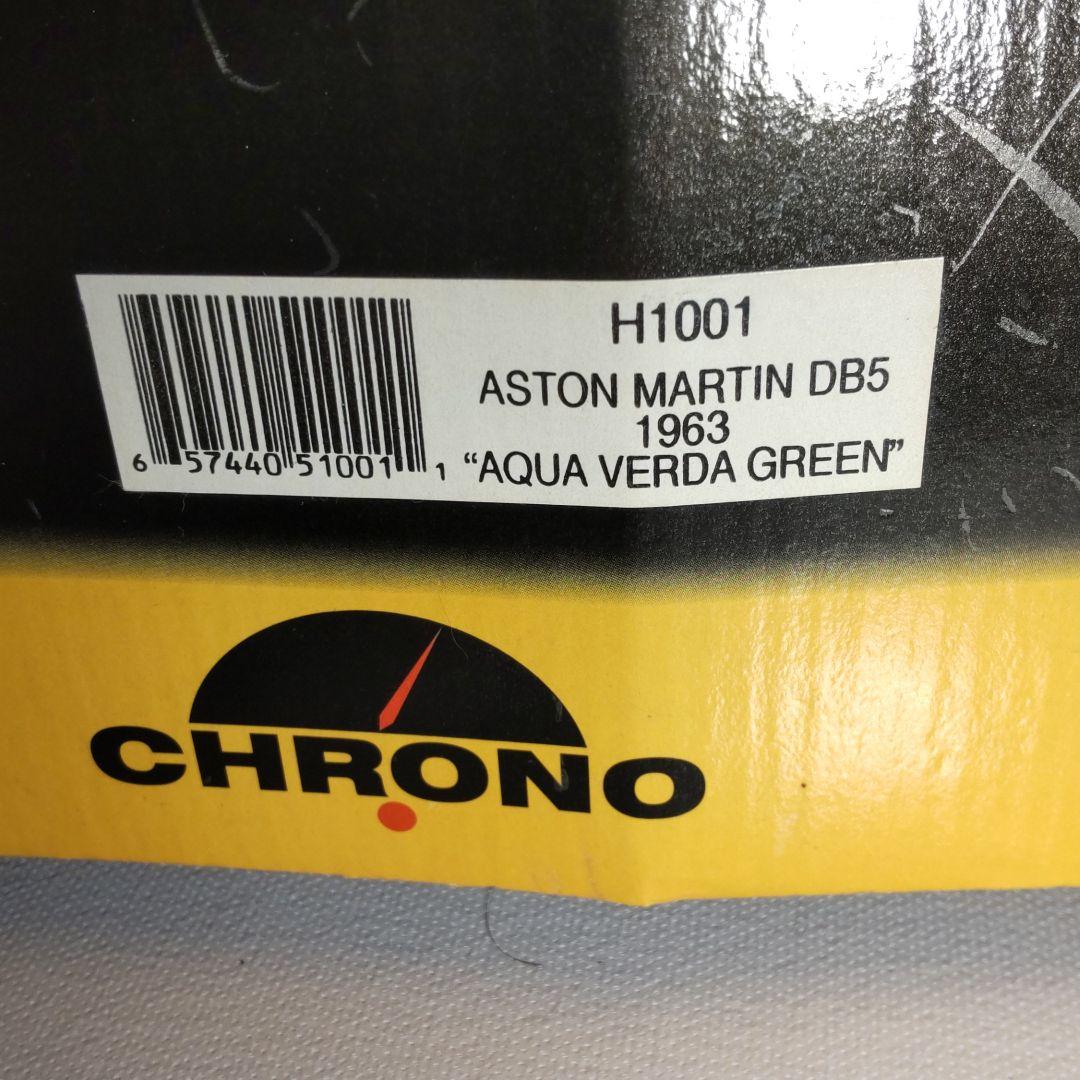 H1001
ASTON MARTIN DB5
1963
"AQUA VERDA GREEN"
6 57440 51001 1
CHRONO